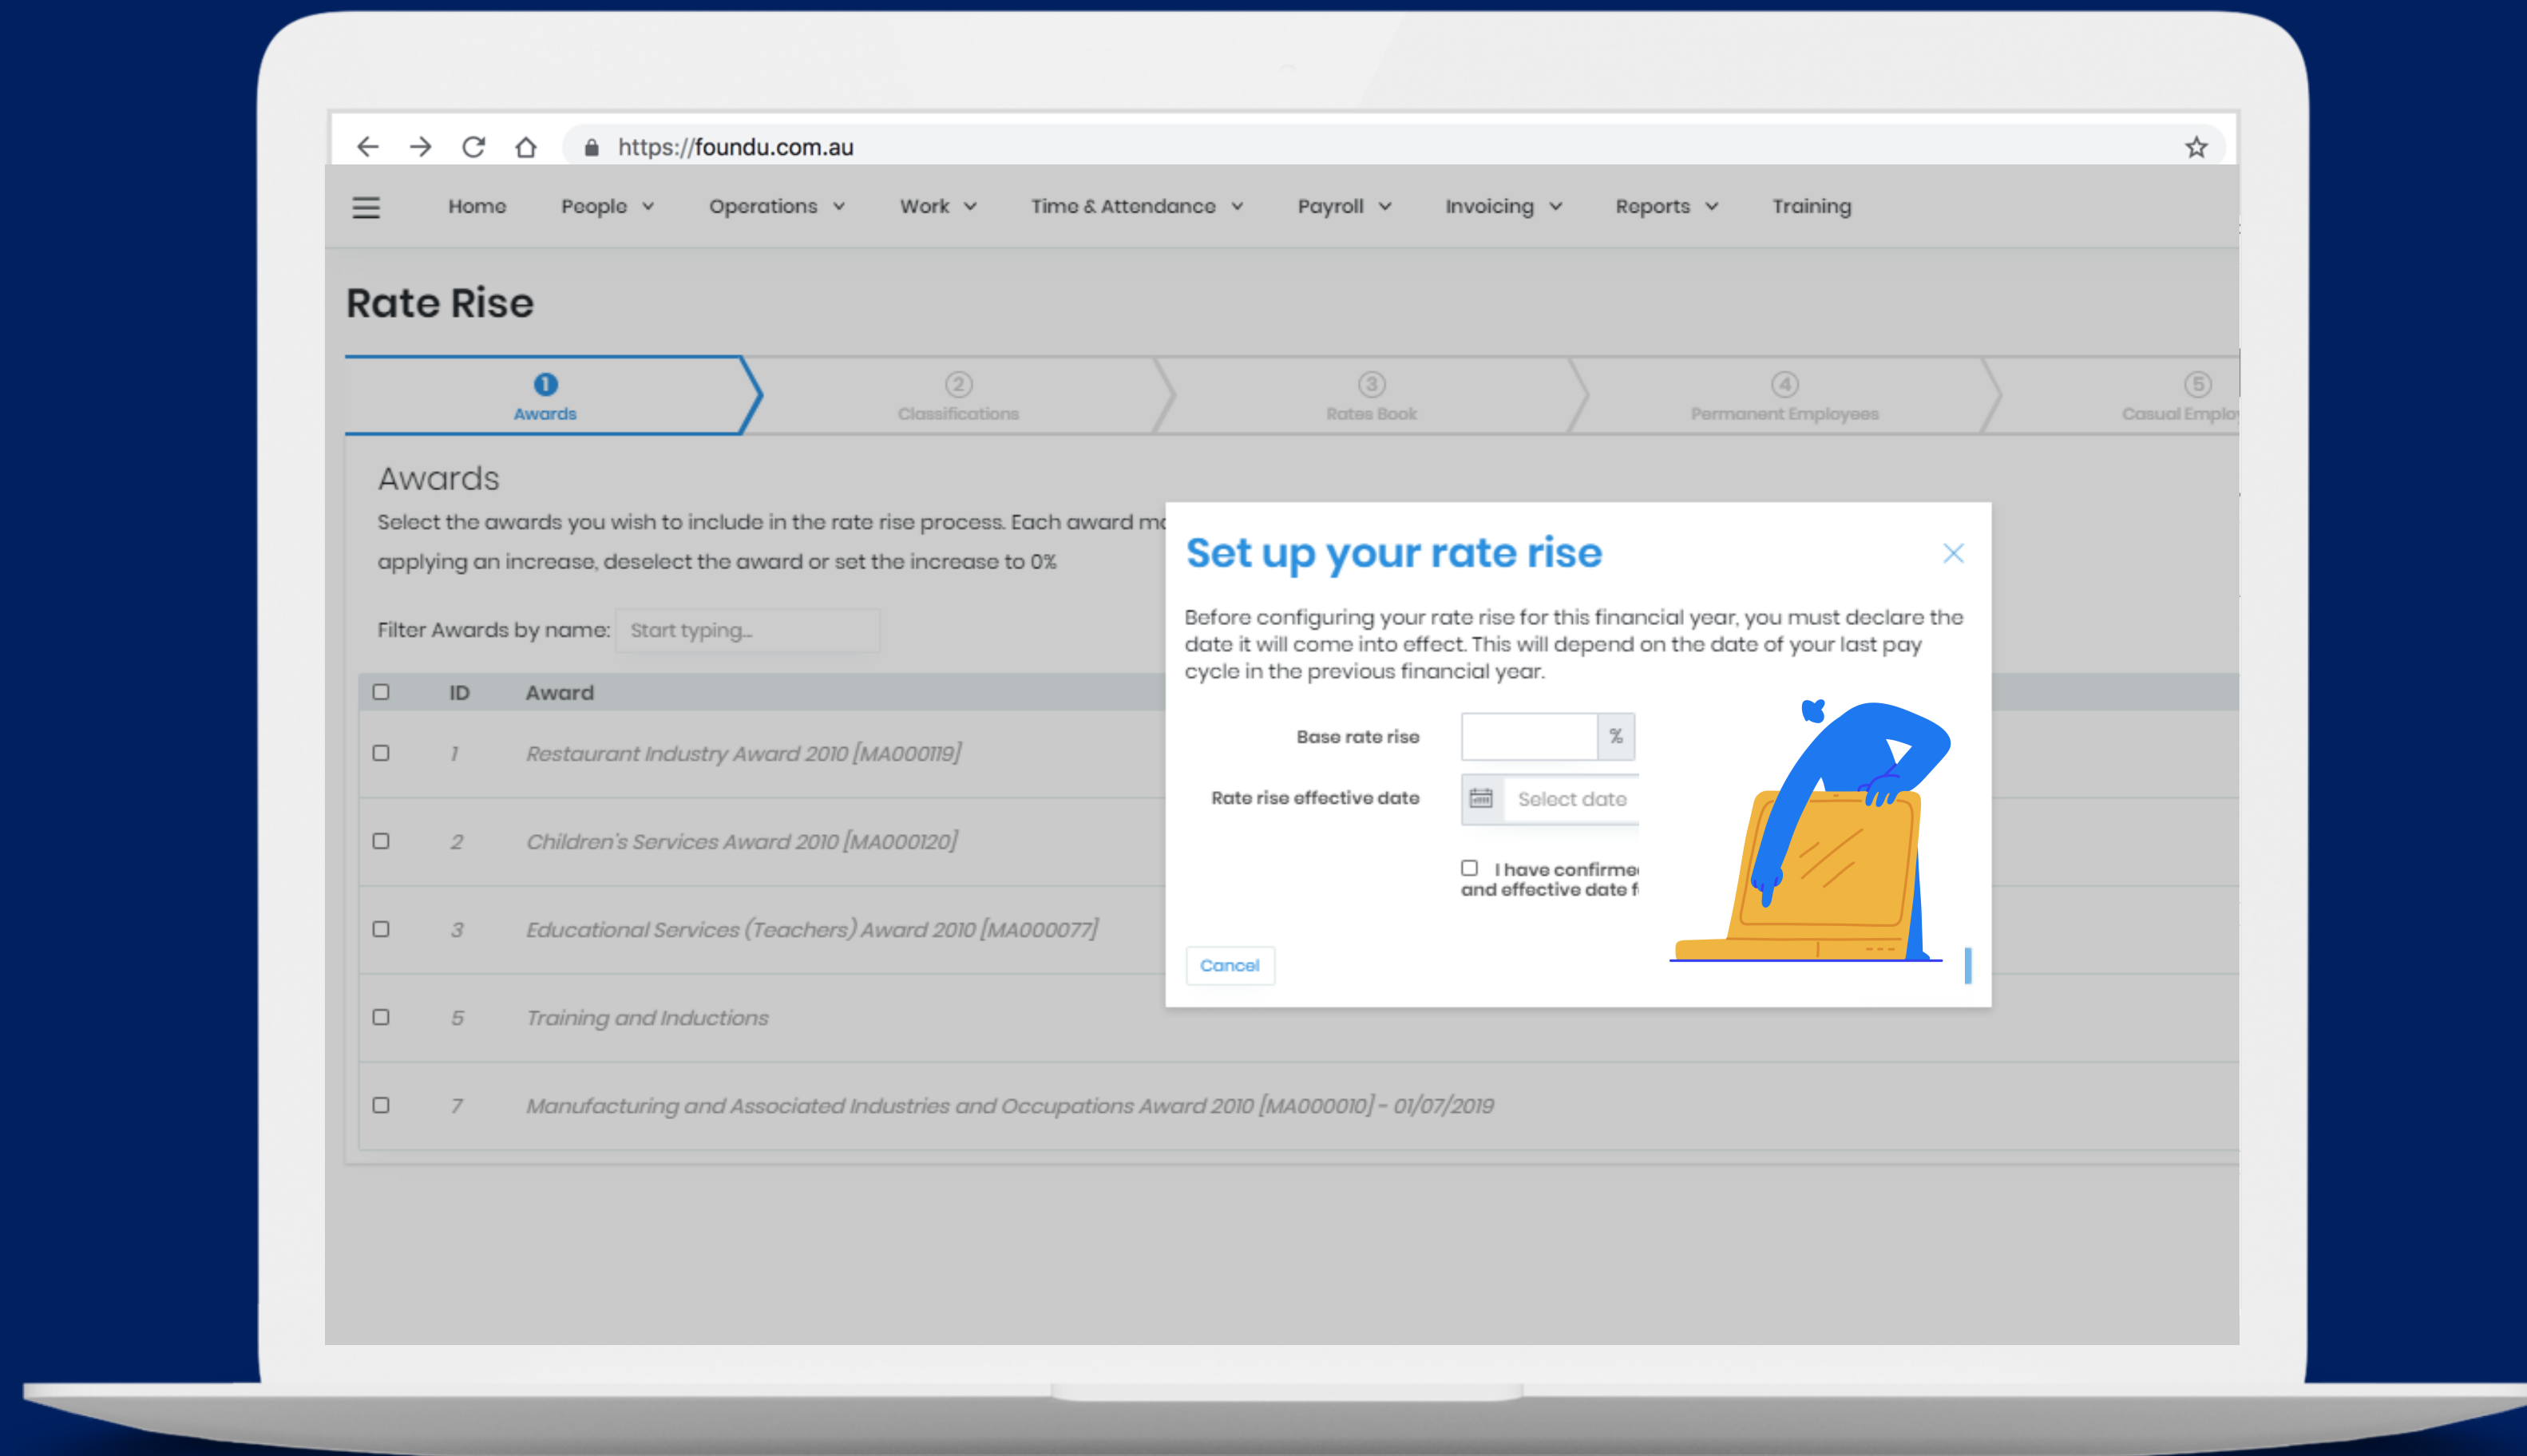 https://foundu.com.au
Home People Operations Work Time & Attendance Payroll Invoicing Reports Training
Rate Rise
1 2 3 4 5
Awards Classifications Rates Book Permanent Employees Casual
Awards
Select the awards you wish to include in the rate rise process. Each award
applying an increase, deselect the award or set the increase to 0%
Filter Awards by name: Start typing...
ID Award
1 Restaurant Industry Award 2010 [MA000119]
2 Children's Services Award 2010 [MA000120]
3 Educational Services (Teachers) Award 2010 [MA000077]
5 Training and Inductions
7 Manufacturing and Associated Industries and Occupations Award 2010 [MA000010] - 01/07/2019
Set up your rate rise
Before configuring your rate rise for this financial year, you must declare the
date it will come into effect. This will depend on the date of your last pay
cycle in the previous financial year.
Base rate rise %
Rate rise effective date Select date
I have
and effective date
Cancel